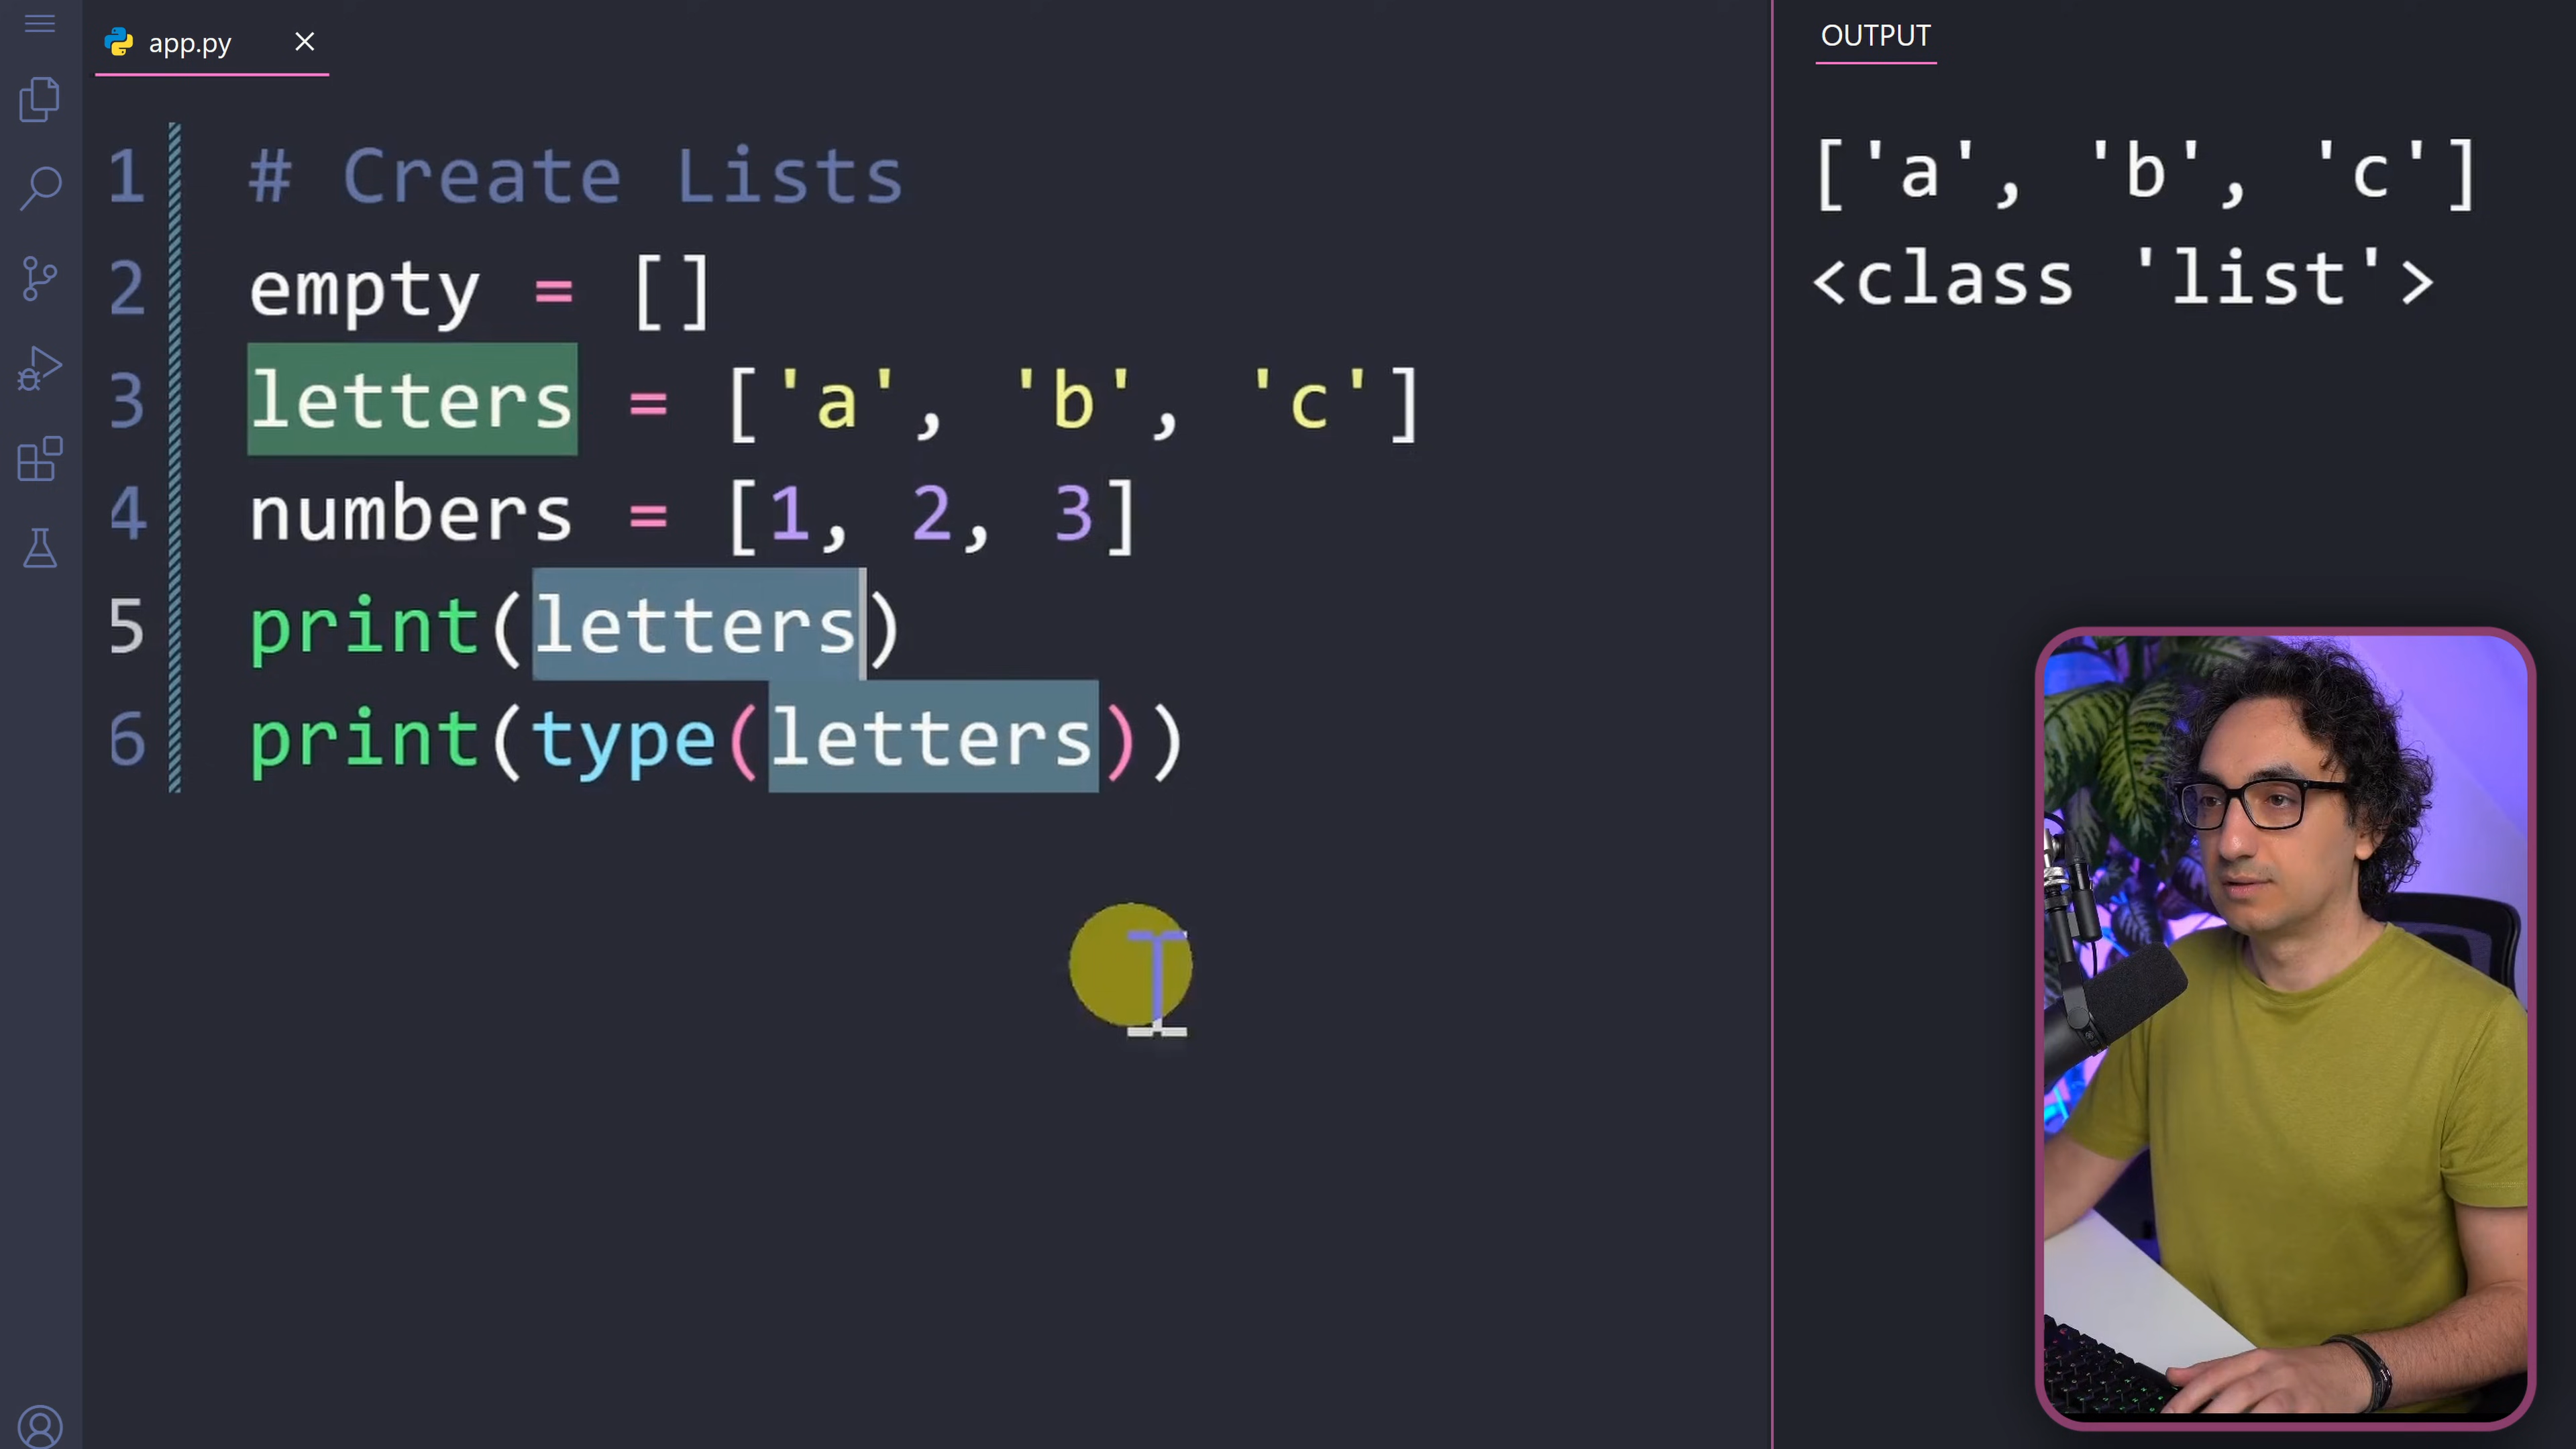 app.py
OUTPUT
1 # Create Lists
2 empty = []
3 letters = ['a', 'b', 'c']
4 numbers = [1, 2, 3]
5 print(letters)
6 print(type(letters))
['a', 'b', 'c']
<class 'list'>